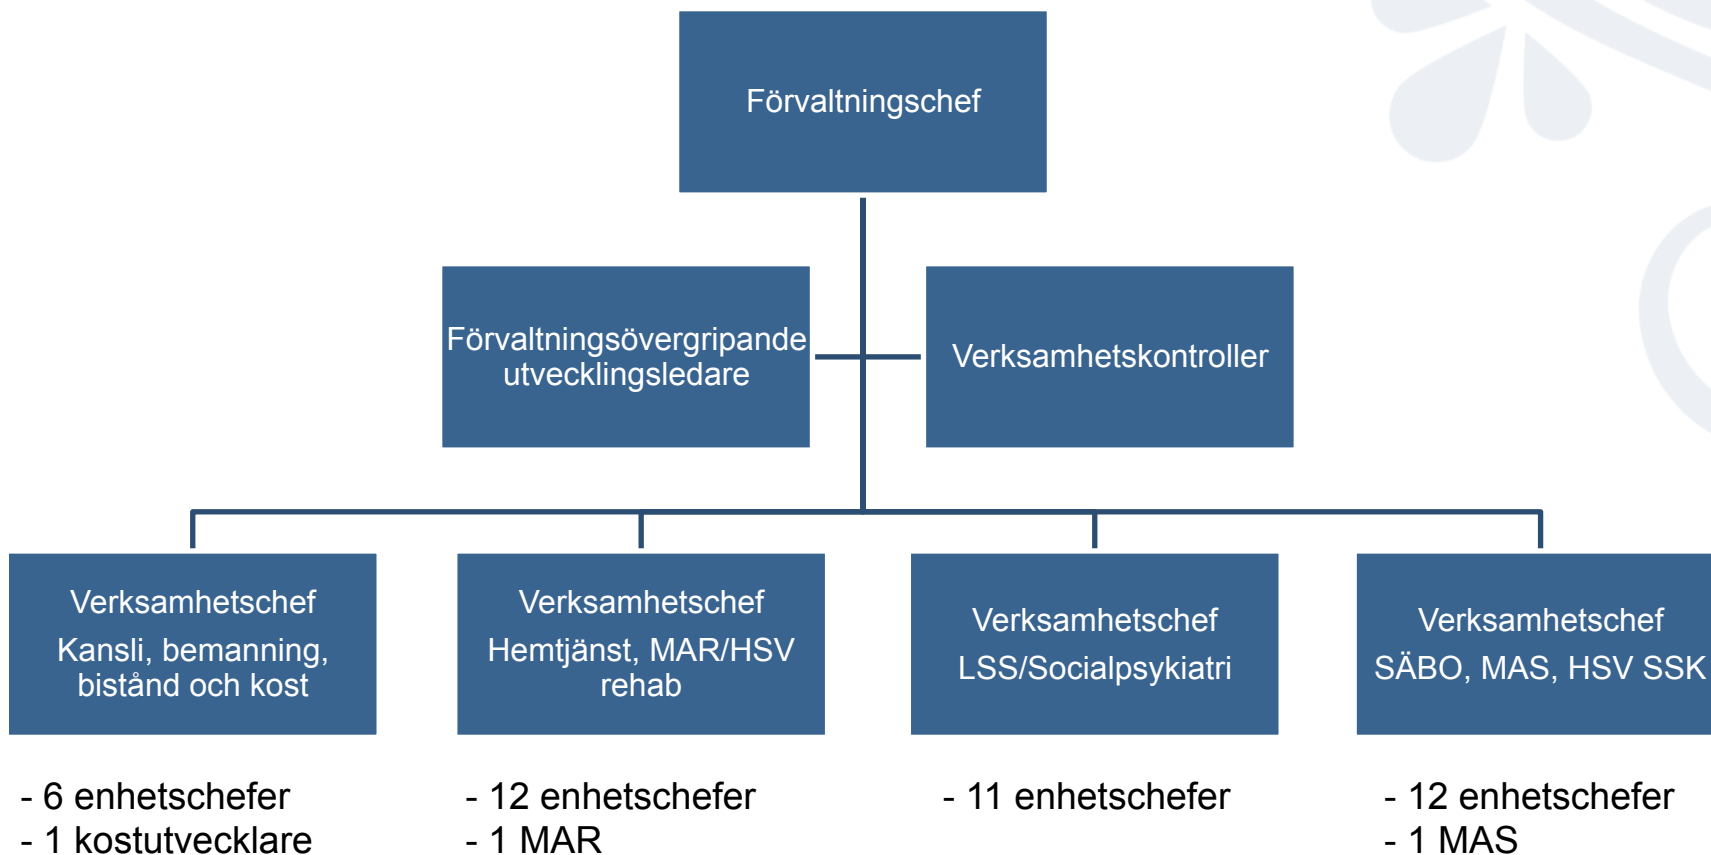 Förvaltningschef
Förvaltningsövergripande
utvecklingsledare
Verksamhetskontroller
Verksamhetschef
Kansli, bemanning,
bistånd och kost
Verksamhetschef
Hemtjänst, MAR/HSV
rehab
Verksamhetschef
LSS/Socialpsykiatri
Verksamhetschef
SÄBO, MAS, HSV SSK
- 6 enhetschefer
- 1 kostutvecklare
- 12 enhetschefer
- 1 MAR
- 11 enhetschefer
- 12 enhetschefer
- 1 MAS